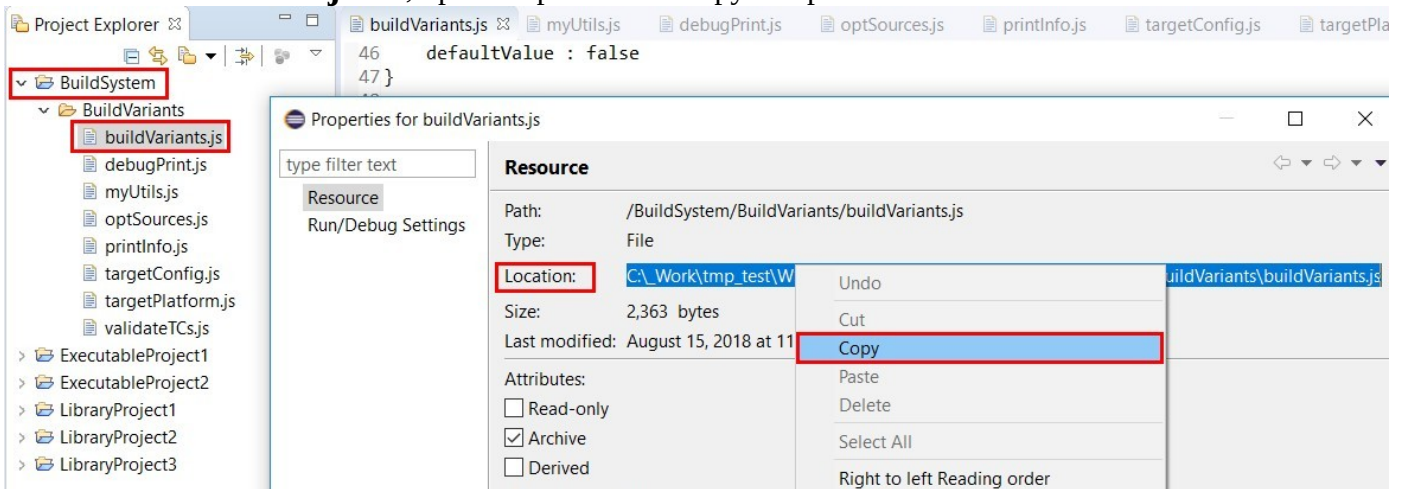 Project Explorer
BuildSystem
BuildVariants
buildVariants.js
debugPrint.js
myUtils.js
optSources.js
printInfo.js
targetConfig.js
targetPlatform.js
validateTCs.js
ExecutableProject1
ExecutableProject2
LibraryProject1
LibraryProject2
LibraryProject3
buildVariants.js myUtils.js debugPrint.js optSources.js printInfo.js targetConfig.js targetPla
46 defaultValue : false
47 }
Properties for buildVariants.js
type filter text
Resource
Run/Debug Settings
Resource
Path: /BuildSystem/BuildVariants/buildVariants.js
Type: File
Location: C:\_Work\tmp_test\W uildVariants\buildVariants.js
Size: 2,363 bytes
Last modified: August 15, 2018 at 11
Attributes:
Read-only
Archive
Derived
Undo
Cut
Copy
Paste
Delete
Select All
Right to left Reading order